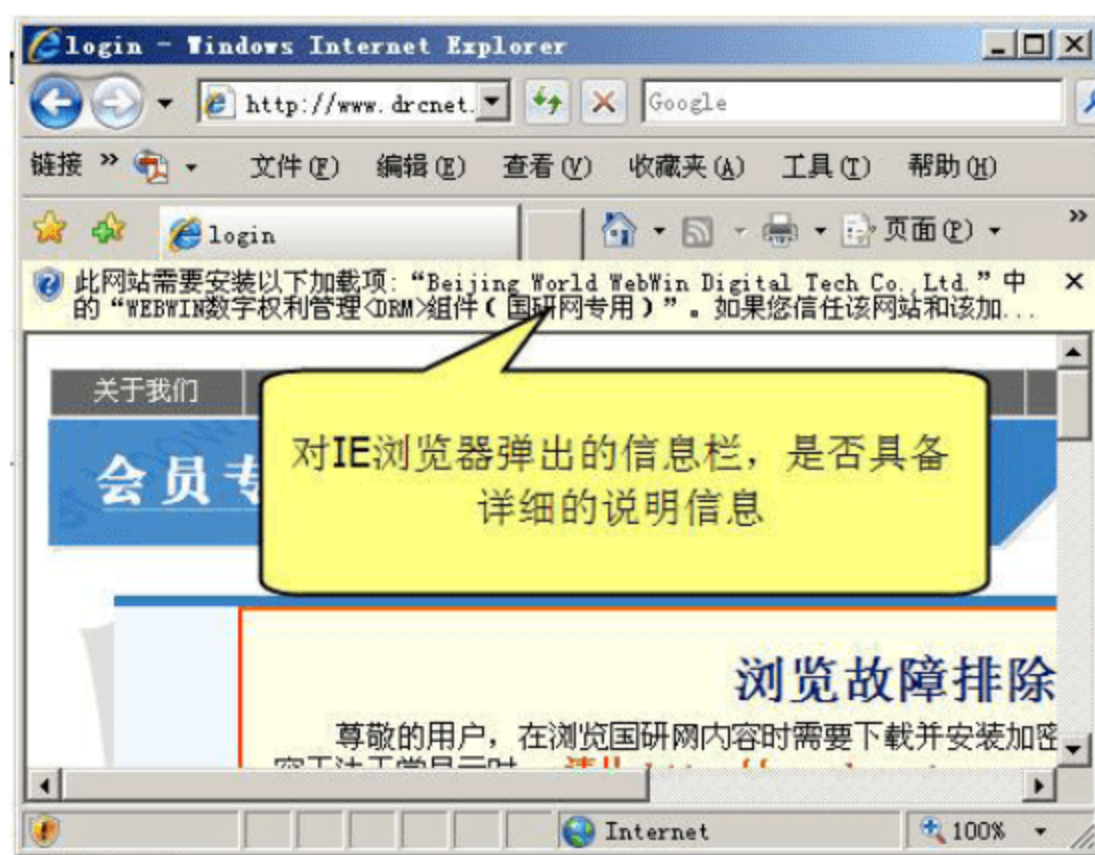 login - Windows Internet Explorer
http://www.drcnet.
Google
链接 » 文件(F) 编辑(E) 查看(V) 收藏夹(A) 工具(T) 帮助(H)
login
页面(P) »
此网站需要安装以下加载项: “Beijing World WebWin Digital Tech Co.,Ltd.”中
的“WEBWIN数字权利管理<DRM>组件(国研网专用)”。如果您信任该网站和该加...
关于我们
对IE浏览器弹出的信息栏，是否具备
详细的说明信息
会员专
浏览故障排除
尊敬的用户，在浏览国研网内容时需要下载并安装加密
Internet
100%